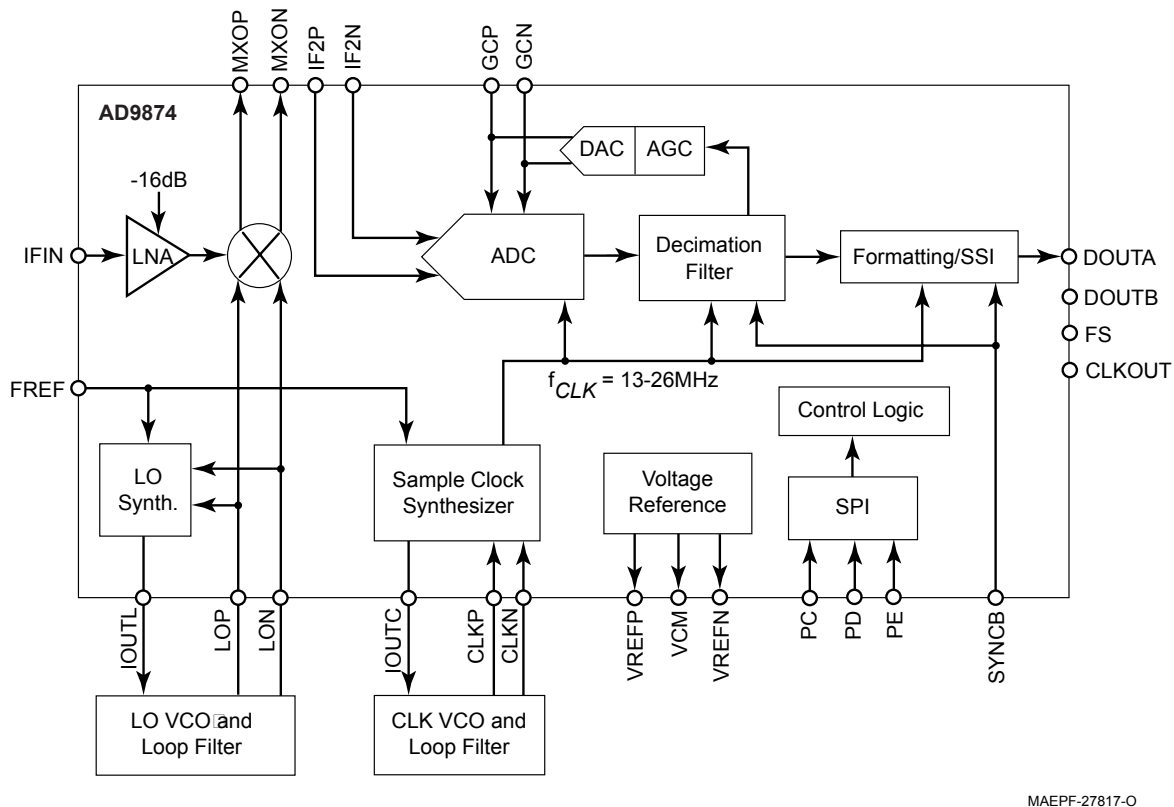 MXOP
MXON
IF2P
IF2N
GCP
GCN
AD9874
DAC
AGC
-16dB
IFIN
LNA
ADC
Decimation
Filter
Formatting/SSI
DOUTA
DOUTB
FS
CLKOUT
FREF
fCLK = 13-26MHz
Control Logic
LO
Synth.
Sample Clock
Synthesizer
Voltage
Reference
SPI
IOUTL
LOP
LON
IOUTC
CLKP
CLKN
VREFP
VCM
VREFN
PC
PD
PE
SYNCB
LO VCO and
Loop Filter
CLK VCO and
Loop Filter
MAEPF-27817-O